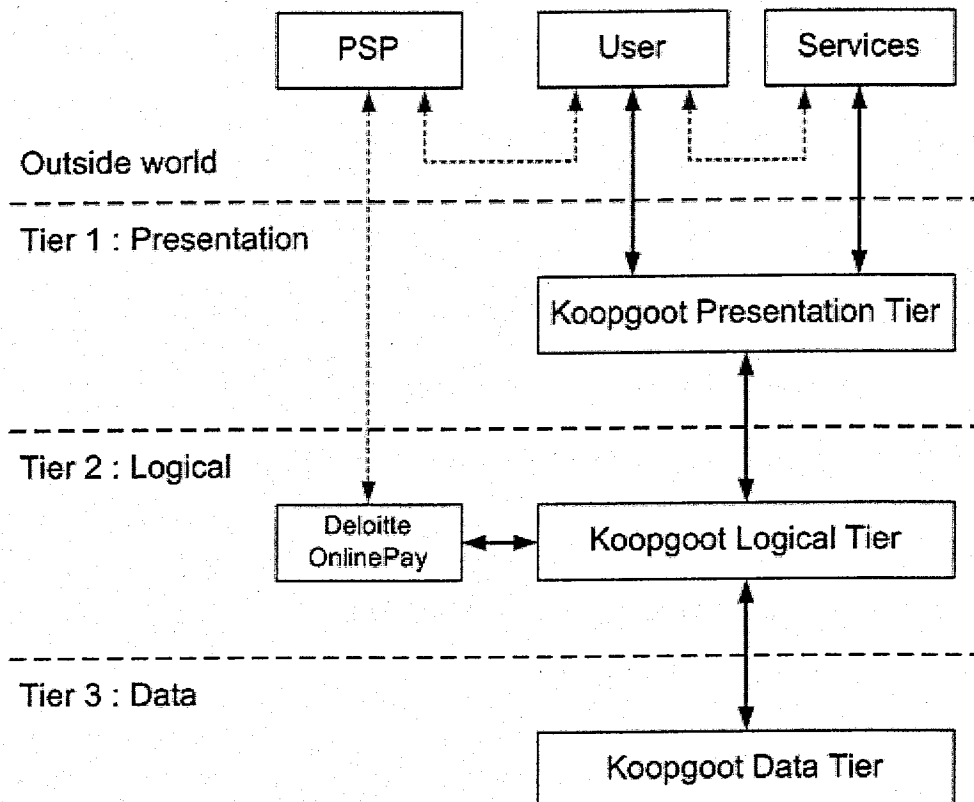 PSP
User
Services
Outside world
Tier 1 : Presentation
Koopgoot Presentation Tier
Tier 2 : Logical
Deloitte
OnlinePay
Koopgoot Logical Tier
Tier 3 : Data
Koopgoot Data Tier